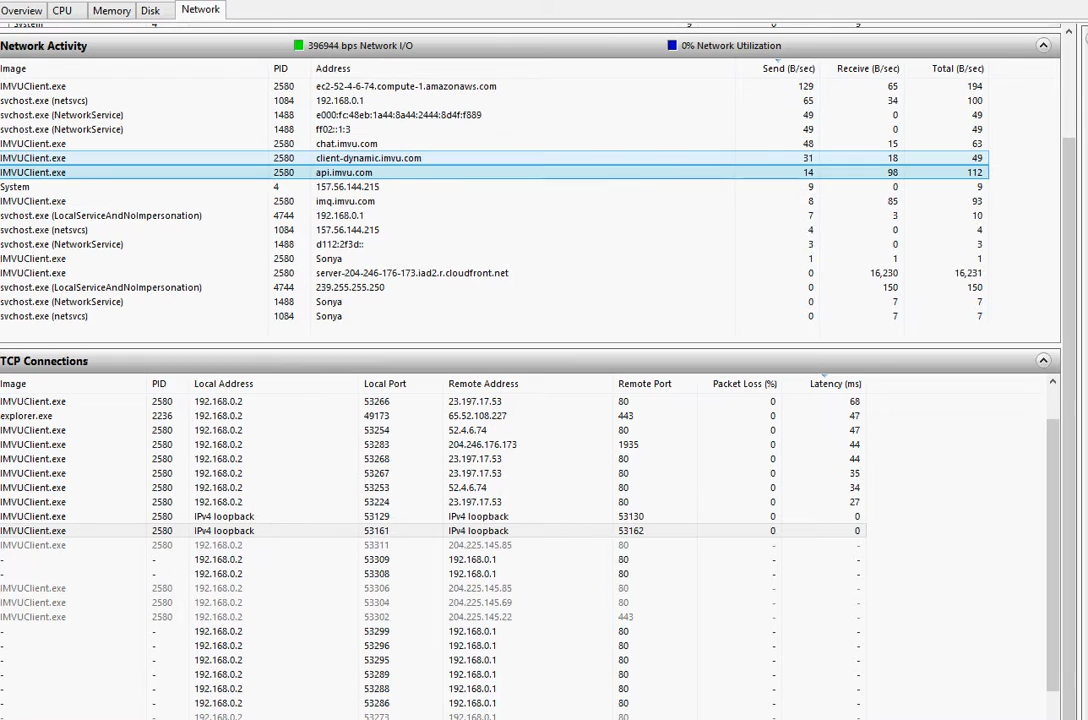 Overview CPU Memory Disk Network
Network Activity 396944 bps Network I/O 0% Network Utilization
Image PID Address Send (B/sec) Receive (B/sec) Total (B/sec)
IMVUClient.exe 2580 ec2-52-4-6-74.compute-1.amazonaws.com 129 65 194
svchost.exe (netsvcs) 1084 192.168.0.1 65 34 100
svchost.exe (NetworkService) 1488 e000:fc:48eb:1a44:8a44:2444:8d4f:f889 49 0 49
svchost.exe (NetworkService) 1488 ff02::1:3 49 0 49
IMVUClient.exe 2580 chat.imvu.com 48 15 63
IMVUClient.exe 2580 client-dynamic.imvu.com 31 18 49
IMVUClient.exe 2580 api.imvu.com 14 98 112
System 4 157.56.144.215 9 0 9
IMVUClient.exe 2580 imq.imvu.com 8 85 93
svchost.exe (LocalServiceAndNoImpersonation) 4744 192.168.0.1 7 3 10
svchost.exe (netsvcs) 1084 157.56.144.215 4 0 4
svchost.exe (NetworkService) 1488 d112:2f3d:: 3 0 3
IMVUClient.exe 2580 Sonya 1 1 1
IMVUClient.exe 2580 server-204-246-176-173.iad2.r.cloudfront.net 0 16,230 16,231
svchost.exe (LocalServiceAndNoImpersonation) 4744 239.255.255.250 0 150 150
svchost.exe (NetworkService) 1488 Sonya 0 7 7
svchost.exe (netsvcs) 1084 Sonya 0 7 7
TCP Connections
Image PID Local Address Local Port Remote Address Remote Port Packet Loss (%) Latency (ms)
IMVUClient.exe 2580 192.168.0.2 53266 23.197.17.53 80 0 68
explorer.exe 2236 192.168.0.2 49173 65.52.108.227 443 0 47
IMVUClient.exe 2580 192.168.0.2 53254 52.4.6.74 80 0 47
IMVUClient.exe 2580 192.168.0.2 53283 204.246.176.173 1935 0 44
IMVUClient.exe 2580 192.168.0.2 53268 23.197.17.53 80 0 44
IMVUClient.exe 2580 192.168.0.2 53267 23.197.17.53 80 0 35
IMVUClient.exe 2580 192.168.0.2 53253 52.4.6.74 80 0 34
IMVUClient.exe 2580 192.168.0.2 53224 23.197.17.53 80 0 27
IMVUClient.exe 2580 IPv4 loopback 53129 IPv4 loopback 53130 0 0
IMVUClient.exe 2580 IPv4 loopback 53161 IPv4 loopback 53162 0 0
IMVUClient.exe 2580 192.168.0.2 53311 204.225.145.85 80 - -
- - 192.168.0.2 53309 192.168.0.1 80 - -
- - 192.168.0.2 53308 192.168.0.1 80 - -
IMVUClient.exe 2580 192.168.0.2 53306 204.225.145.85 80 - -
IMVUClient.exe 2580 192.168.0.2 53304 204.225.145.69 80 - -
IMVUClient.exe 2580 192.168.0.2 53302 204.225.145.22 443 - -
- - 192.168.0.2 53299 192.168.0.1 80 - -
- - 192.168.0.2 53296 192.168.0.1 80 - -
- - 192.168.0.2 53295 192.168.0.1 80 - -
- - 192.168.0.2 53289 192.168.0.1 80 - -
- - 192.168.0.2 53288 192.168.0.1 80 - -
- - 192.168.0.2 53286 192.168.0.1 80 - -